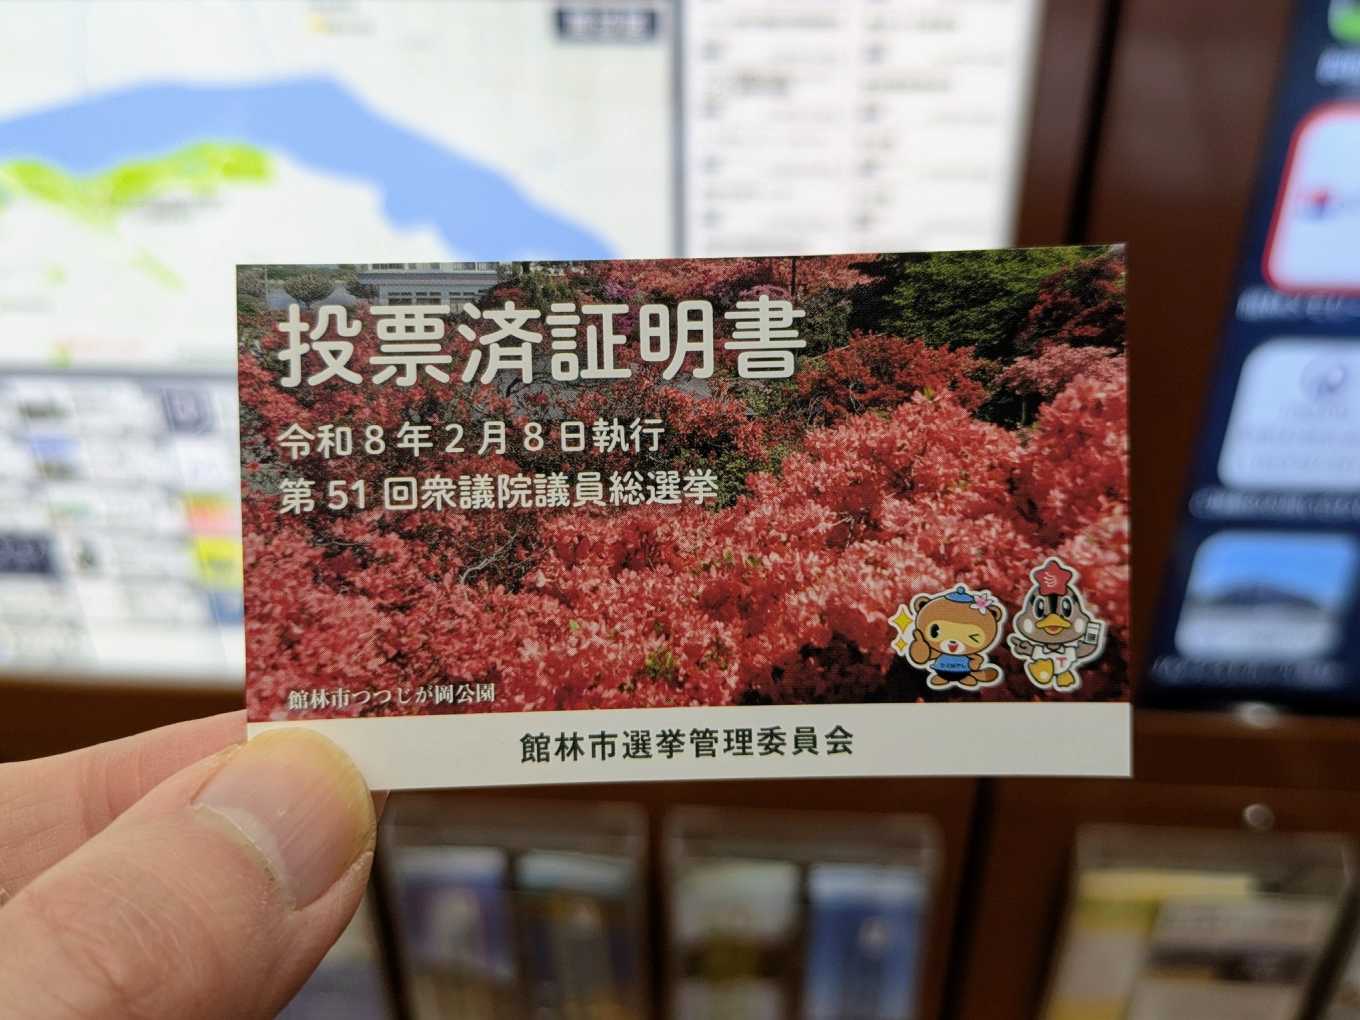 投票済証明書
令和8年2月8日執行
第51回衆議院議員総選挙
館林市つつじが岡公園
館林市選挙管理委員会